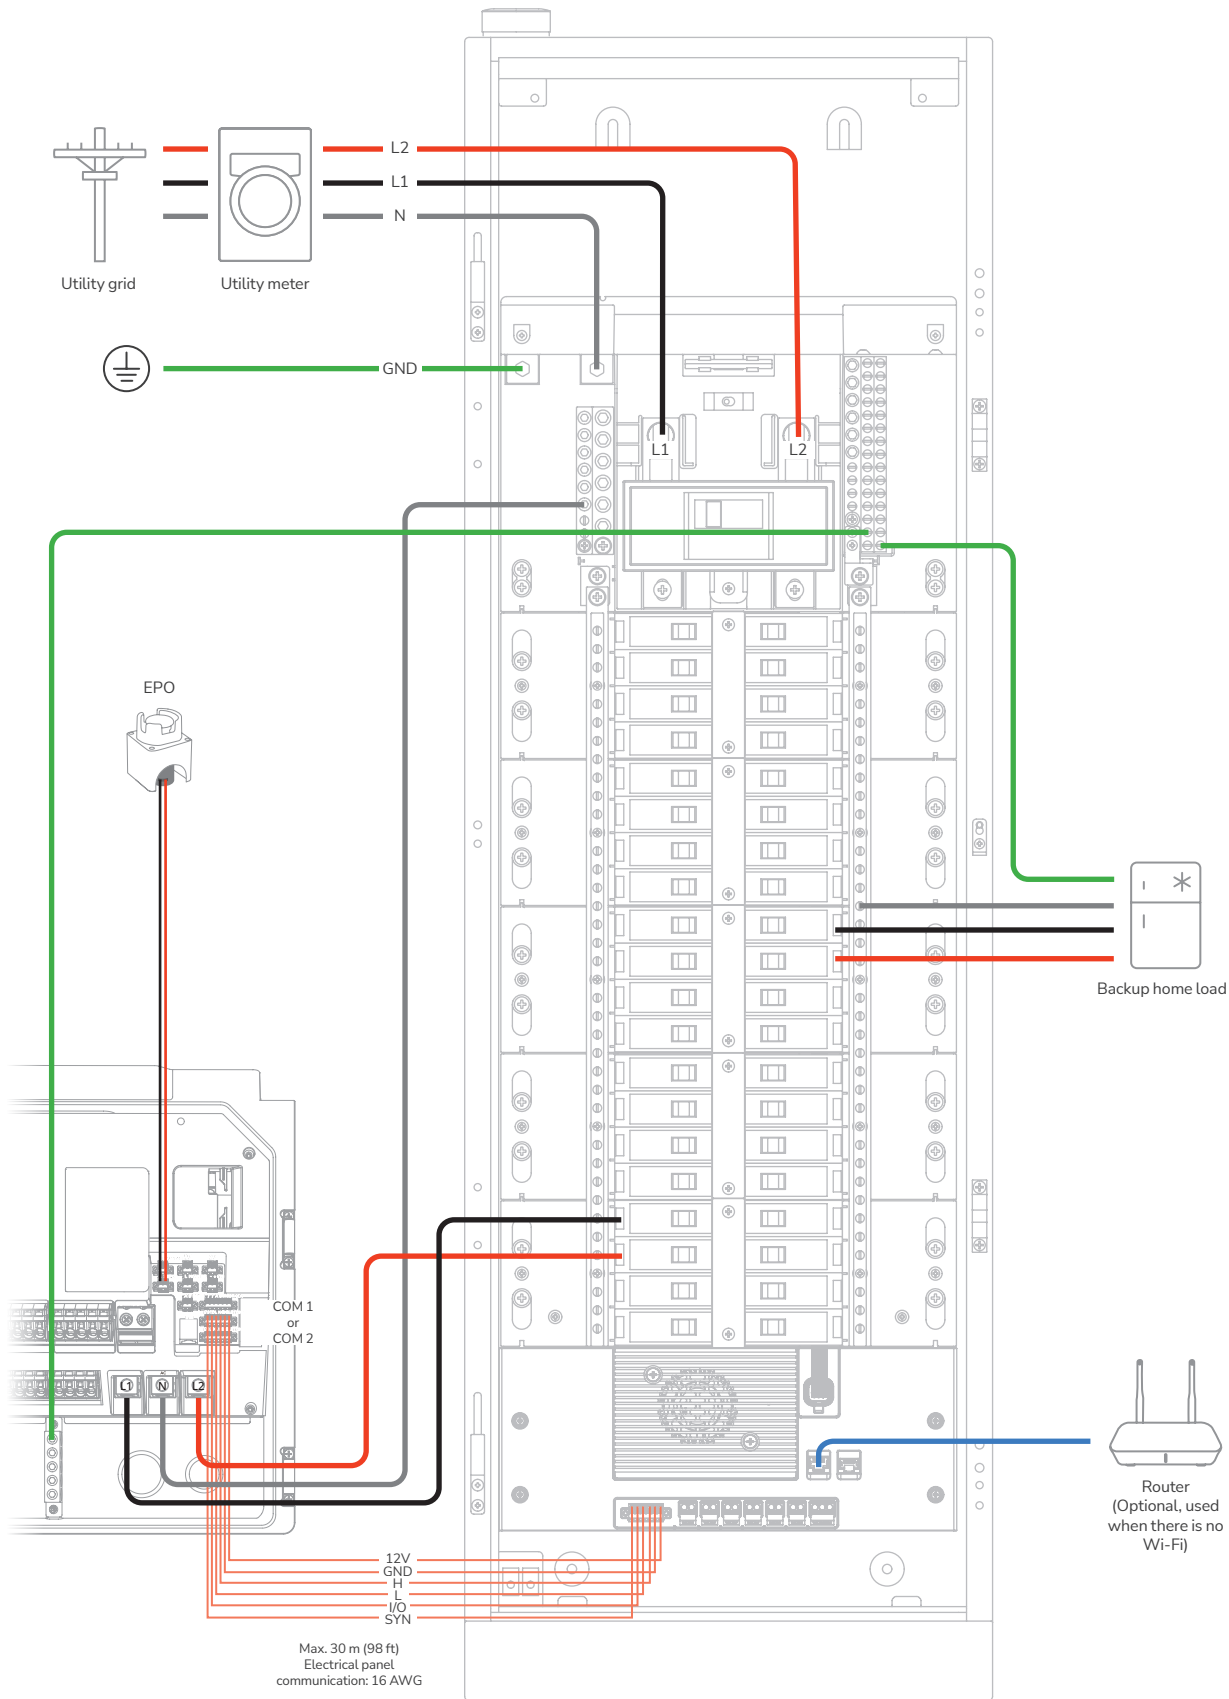 L2
L1
N
Utility grid
Utility meter
GND
L1
L2
EPO
Backup home load
COM 1
or
COM 2
L1
N
L2
Router
(Optional, used
when there is no
Wi-Fi)
12V
GND
H
L
I/O
SYN
Max. 30 m (98 ft)
Electrical panel
communication: 16 AWG